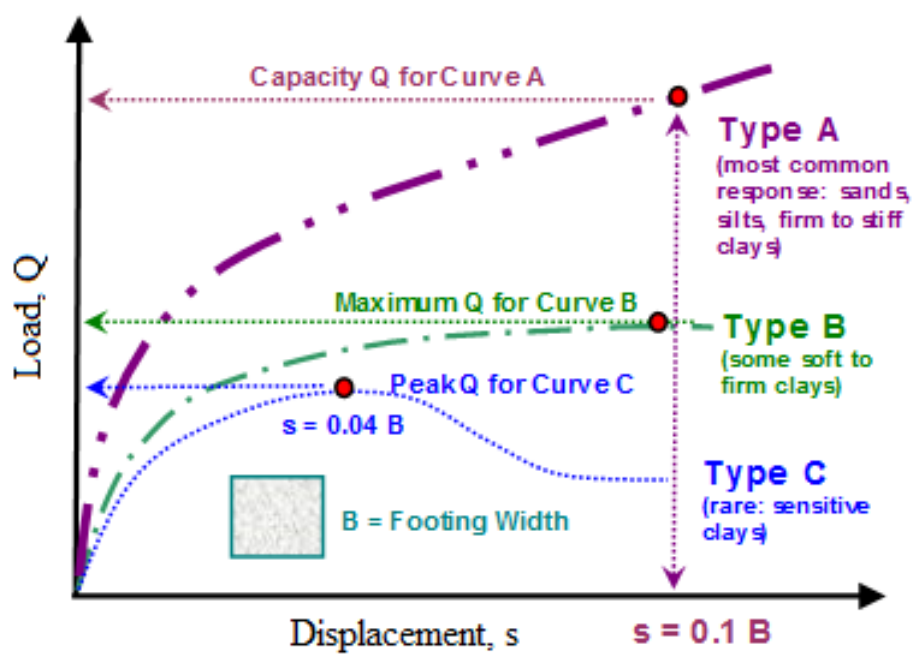 Capacity Q for Curve A
Type A
(most common
response: sands,
silts, firm to stiff
clays)
Load, Q
Maximum Q for Curve B
Type B
(some soft to
firm clays)
Peak Q for Curve C
s = 0.04 B
Type C
(rare: sensitive
clays)
B = Footing Width
Displacement, s
s = 0.1 B